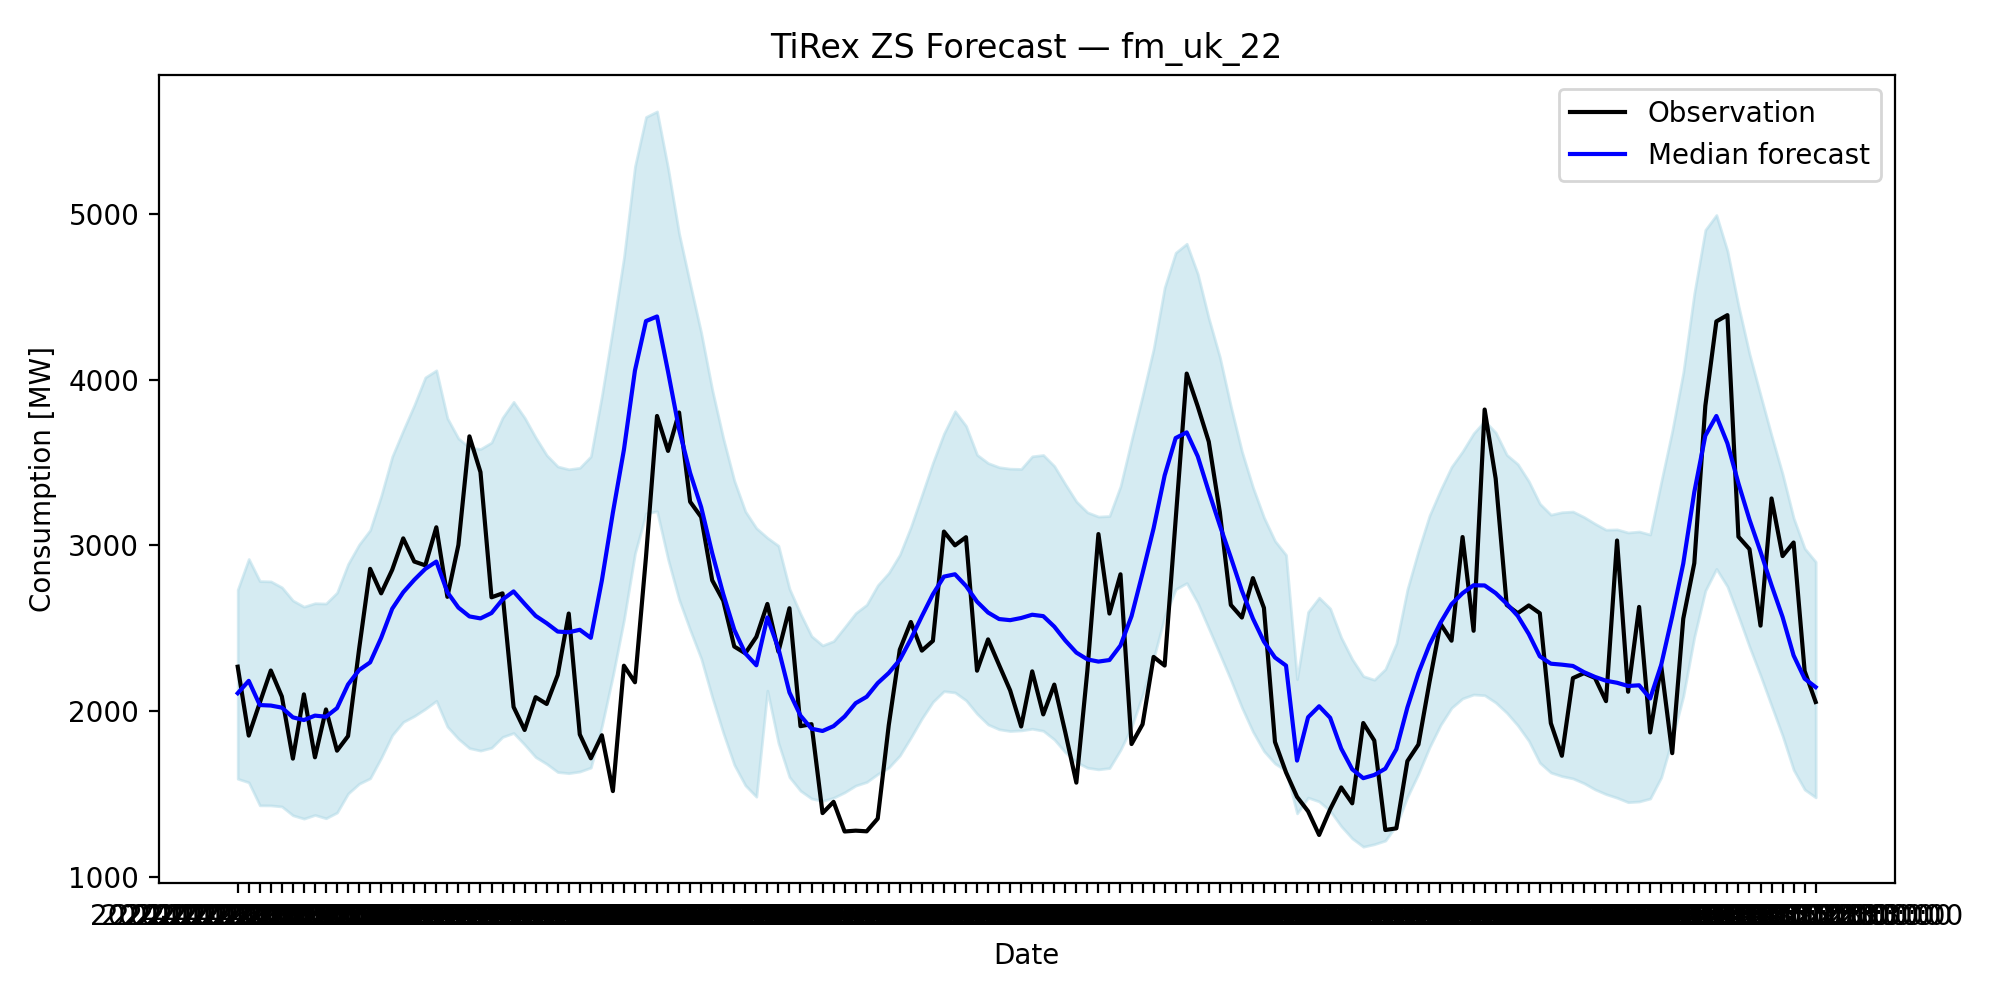 TiRex ZS Forecast — fm_uk_22
Observation
Median forecast
Consumption [MW]
5000
4000
3000
2000
1000
Date